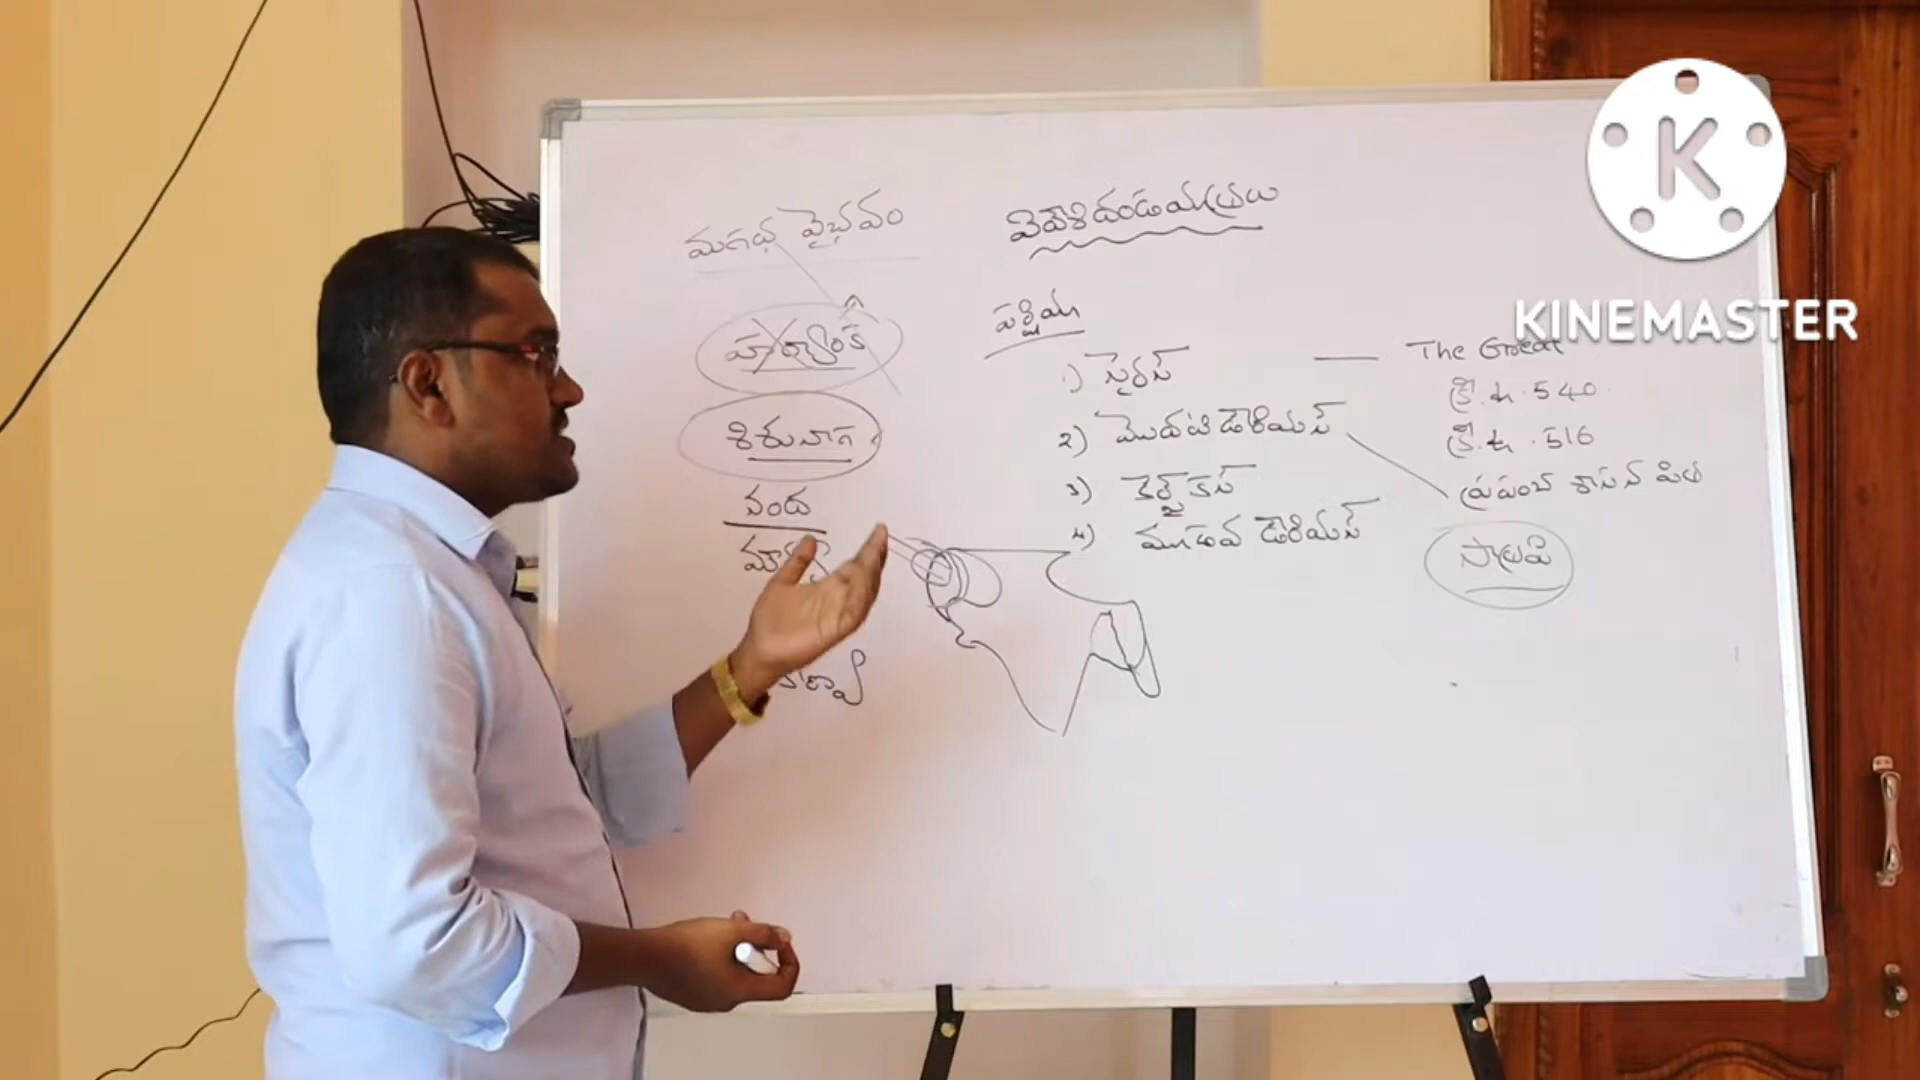 మగధ వైభవం
విదేశీదండయాత్రలు
హర్యాంక
శిశునాగ
నంద
పర్షియా
1) సైరస్ — The Great
క్రీ.పూ.540
2) మొదటి డౌరియస్
క్రీ.పూ.516
3) జెర్క్సస్
4) మూడవ డౌరియస్
KINEMASTER